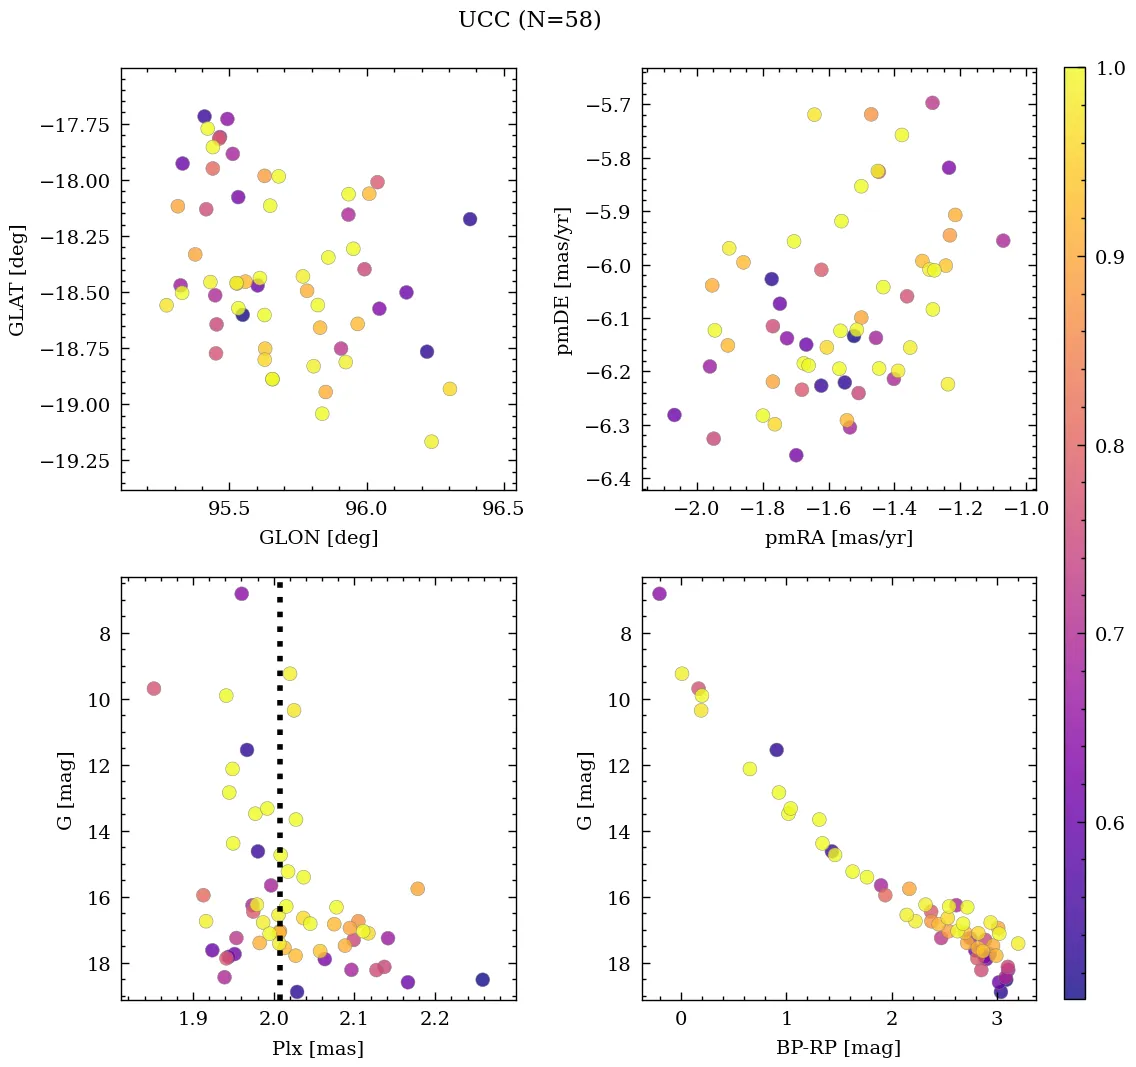 UCC (N=58)
−17.75
−18.00
−18.25
−18.50
−18.75
−19.00
−19.25
GLAT [deg]
95.5 96.0 96.5
GLON [deg]
−5.7
−5.8
−5.9
−6.0
−6.1
−6.2
−6.3
−6.4
pmDE [mas/yr]
−2.0 −1.8 −1.6 −1.4 −1.2 −1.0
pmRA [mas/yr]
8
10
12
14
16
18
G [mag]
1.9 2.0 2.1 2.2
Plx [mas]
8
10
12
14
16
18
G [mag]
0 1 2 3
BP-RP [mag]
1.0
0.9
0.8
0.7
0.6